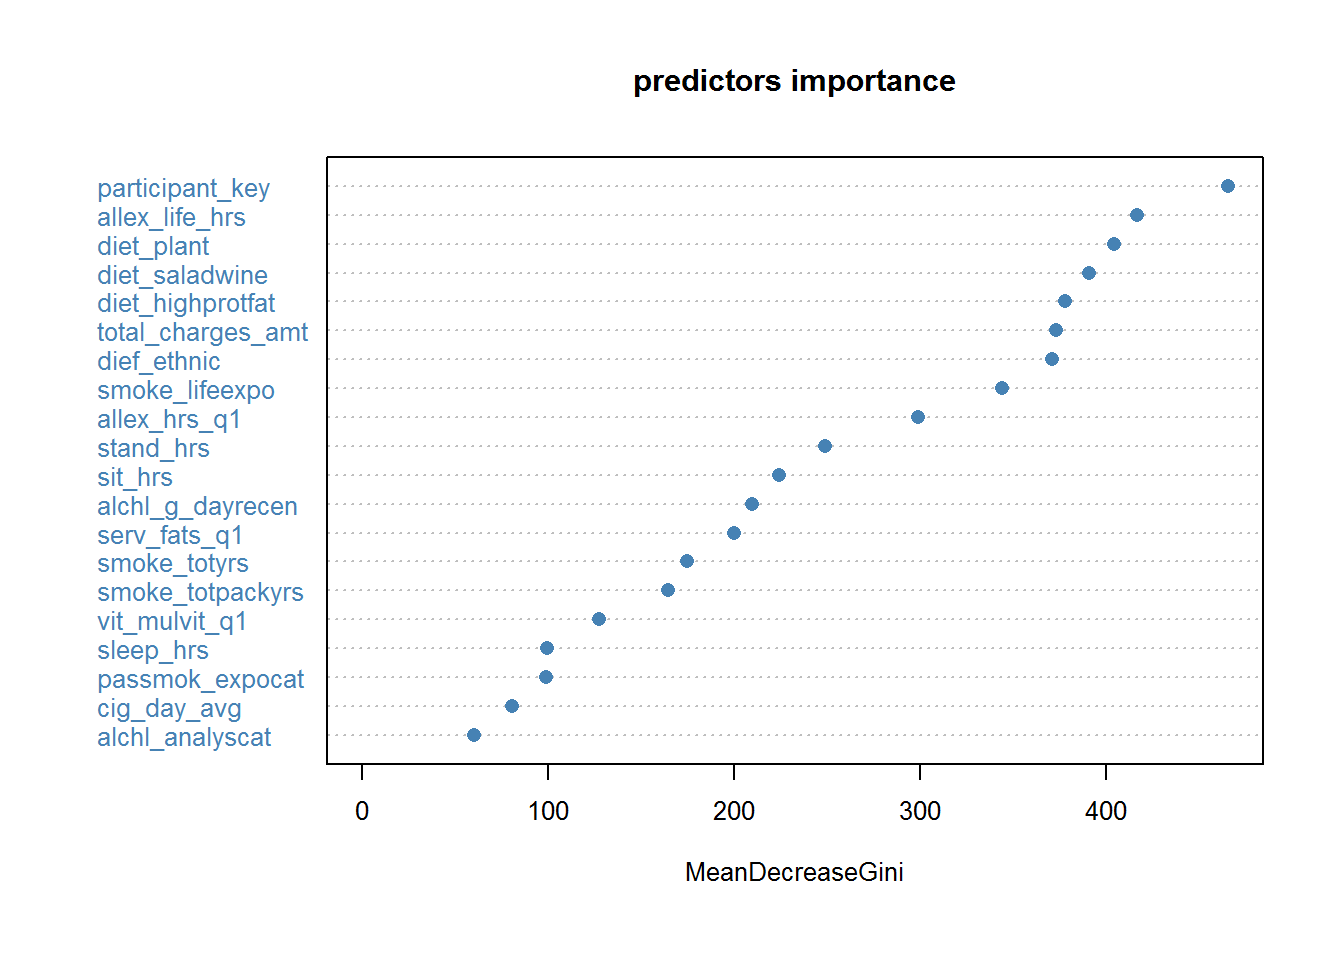 predictors importance
participant_key
allex_life_hrs
diet_plant
diet_saladwine
diet_highprotfat
total_charges_amt
dief_ethnic
smoke_lifeexpo
allex_hrs_q1
stand_hrs
sit_hrs
alchl_g_dayrecen
serv_fats_q1
smoke_totyrs
smoke_totpackyrs
vit_mulvit_q1
sleep_hrs
passmok_expocat
cig_day_avg
alchl_analyscat
0 100 200 300 400
MeanDecreaseGini